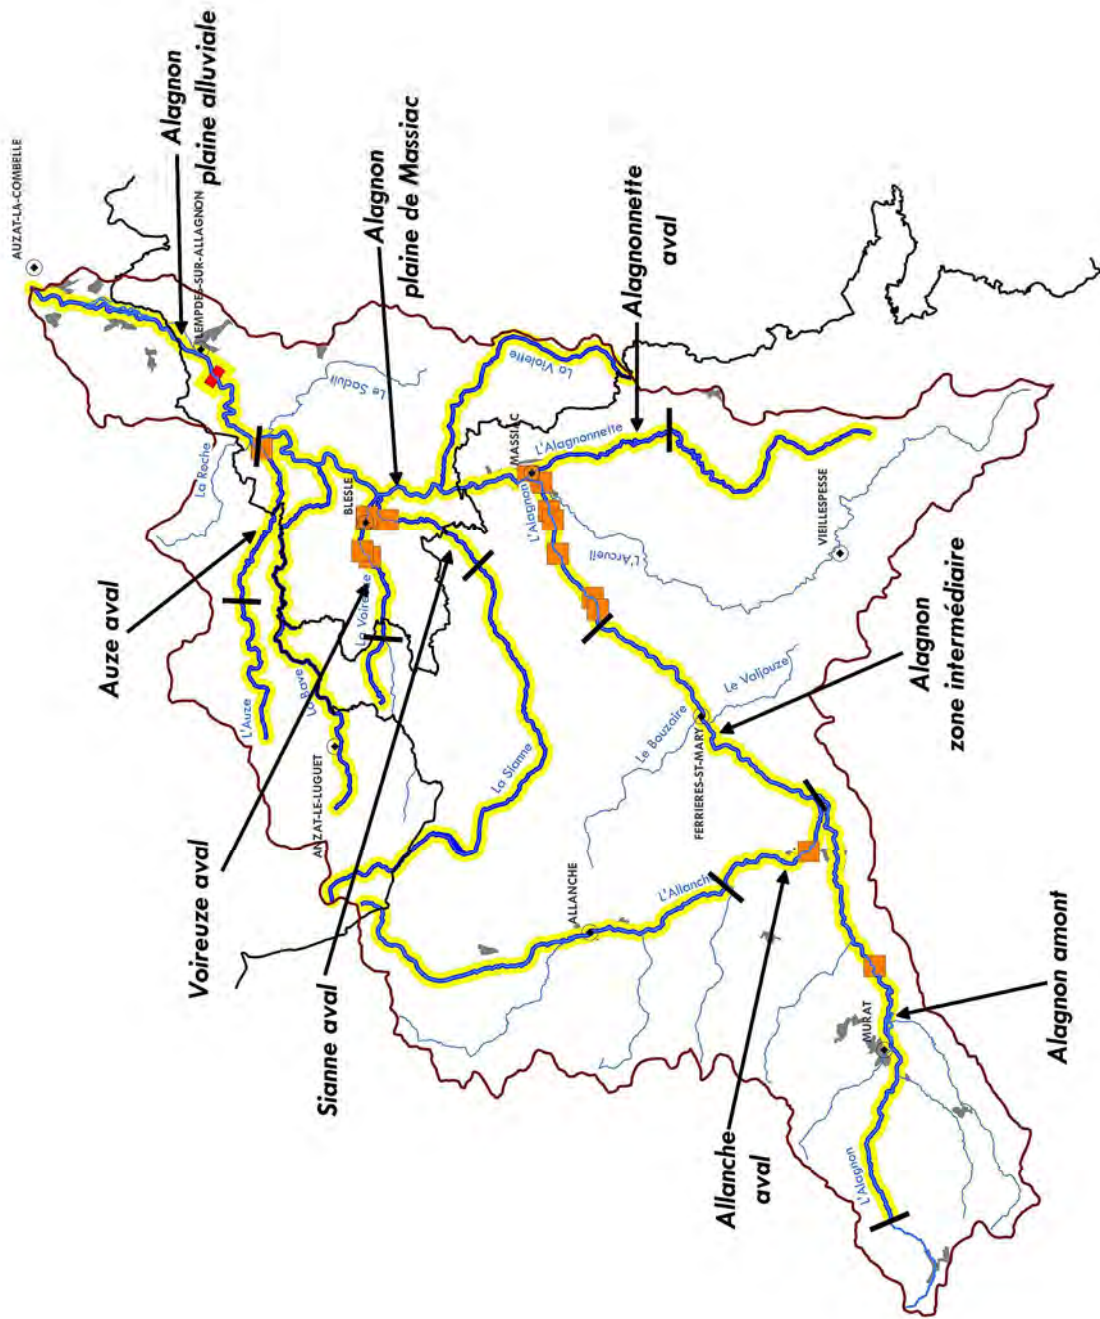 AUZAT-LA-COMBELLE
Alagnon
plaine alluviale
LEMPDES-SUR-ALLAGNON
La Roche
Le Saduit
Auze aval
L'Auze
La Bave
ANZAT-LE-LUGUET
Voireuze aval
La Voireuze
BLESLE
Sianne aval
La Sianne
Alagnon
plaine de Massiac
La Violette
MASSIAC
L'Alagnonnette
Alagnonnette
aval
L'Alagnon
L'Arcueil
VIEILLESPESSE
ALLANCHE
L'Allanche
Le Bouzaire
Le Valjouze
FERRIERES-ST-MARY
Alagnon
zone intermédiaire
Allanche
aval
MURAT
L'Alagnon
Alagnon amont